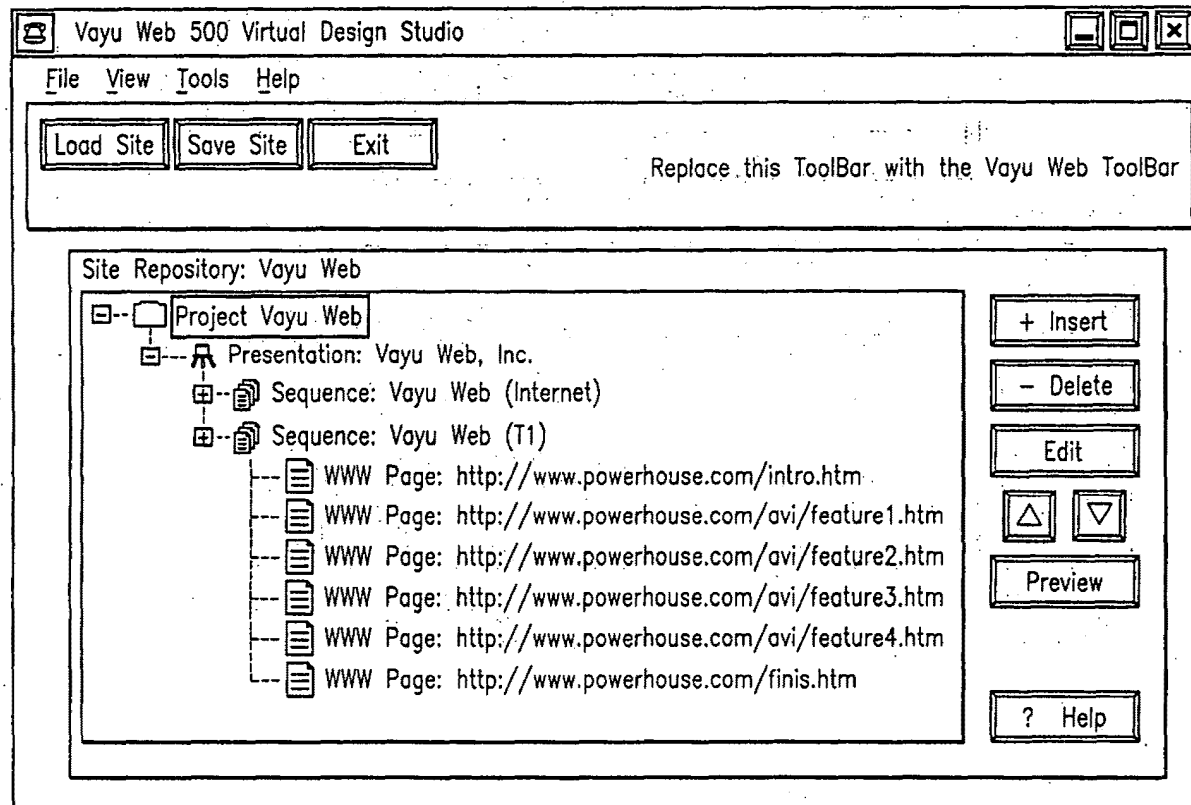 Vayu Web 500 Virtual Design Studio
File View Tools Help
Load Site Save Site Exit
Replace this ToolBar with the Vayu Web ToolBar
Site Repository: Vayu Web
Project Vayu Web
+ Insert
Presentation: Vayu Web, Inc.
Sequence: Vayu Web (Internet)
- Delete
Sequence: Vayu Web (T1)
Edit
WWW Page: http://www.powerhouse.com/intro.htm
WWW Page: http://www.powerhouse.com/avi/feature1.htm
WWW Page: http://www.powerhouse.com/avi/feature2.htm
Preview
WWW Page: http://www.powerhouse.com/avi/feature3.htm
WWW Page: http://www.powerhouse.com/avi/feature4.htm
WWW Page: http://www.powerhouse.com/finis.htm
? Help